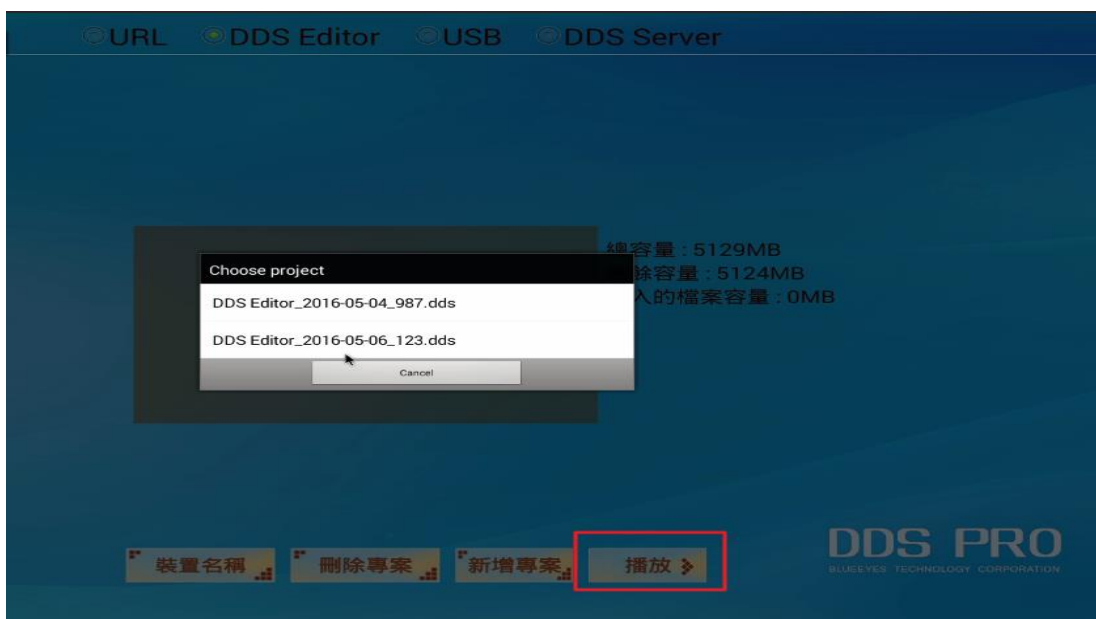 URL DDS Editor USB DDS Server
總容量 : 5129MB
Choose project
餘容量 : 5124MB
DDS Editor_2016-05-04_987.dds
入的檔案容量 : 0MB
DDS Editor_2016-05-06_123.dds
Cancel
DDS PRO
BLUEEYES TECHNOLOGY CORPORATION
裝置名稱 刪除專案 新增專案 播放